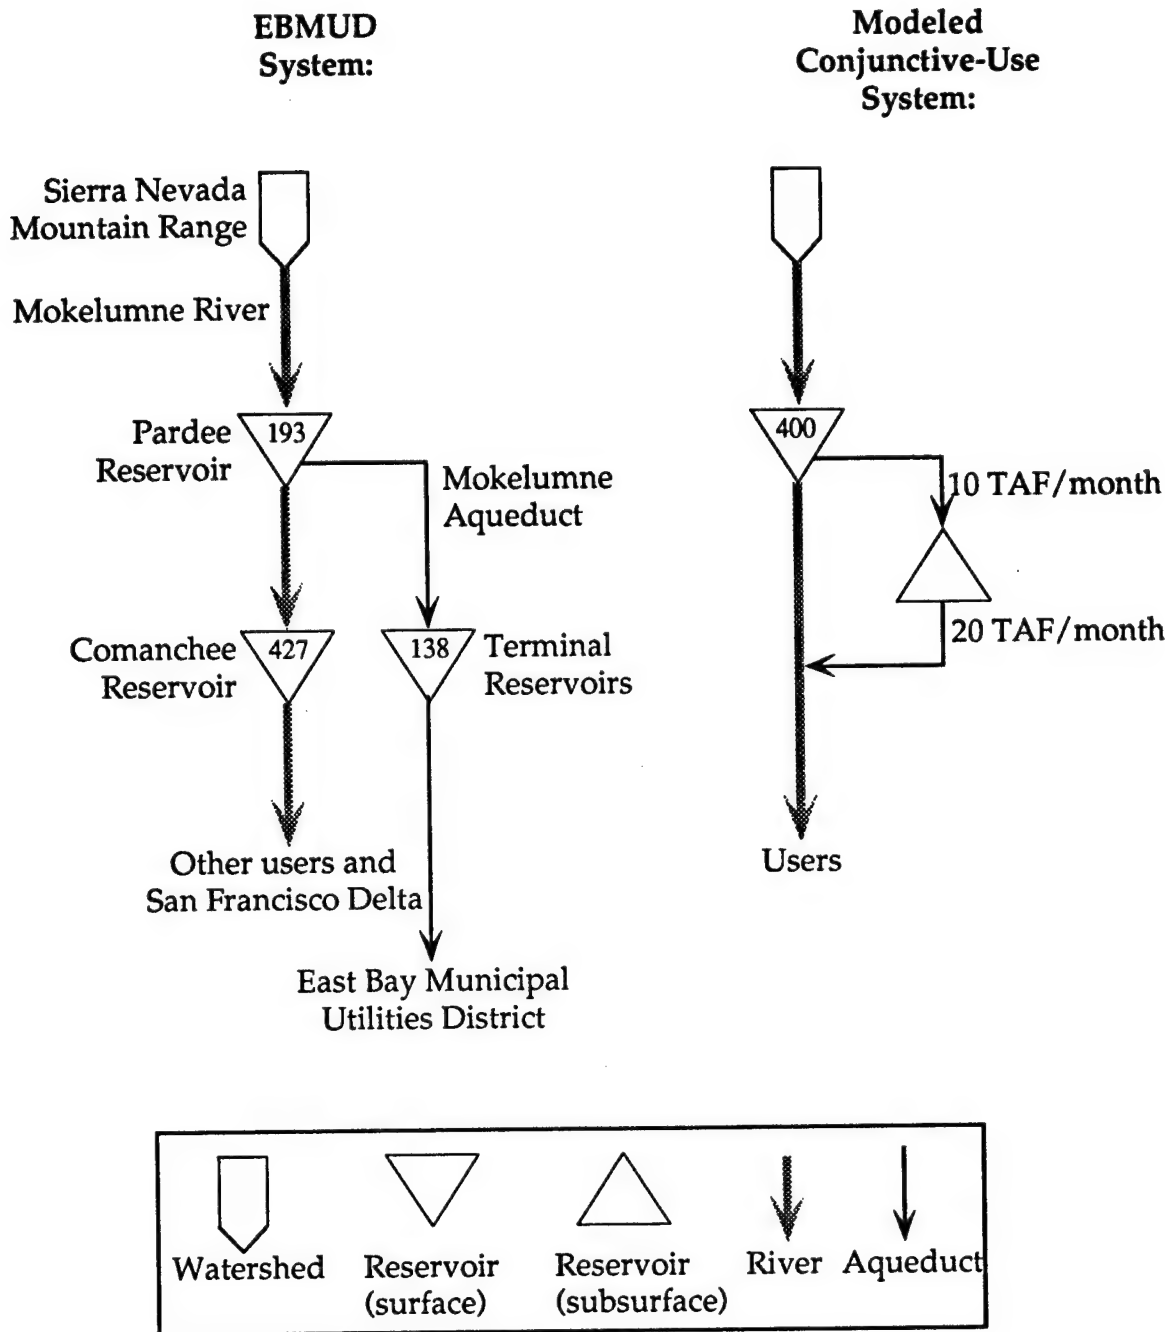 EBMUD
System:
Modeled
Conjunctive-Use
System:
Sierra Nevada
Mountain Range
Mokelumne River
Pardee
Reservoir
193
Mokelumne
Aqueduct
Comanchee
Reservoir
427
138
Terminal
Reservoirs
Other users and
San Francisco Delta
East Bay Municipal
Utilities District
400
10 TAF/month
20 TAF/month
Users
Watershed
Reservoir
(surface)
Reservoir
(subsurface)
River
Aqueduct